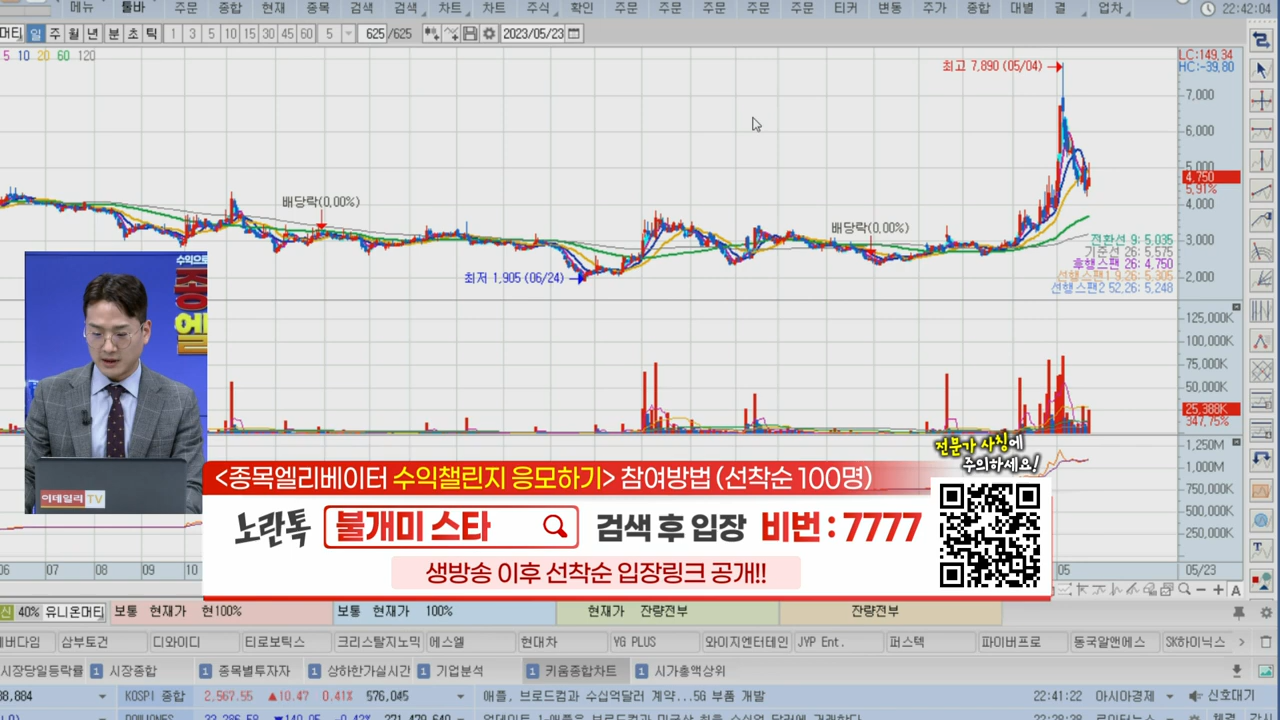 메뉴 툴바 주문 종합 현재 종목 검색 검색 차트 차트 주식 확인 주문 주문 주문 주문 주문 티커 변동 주가 종합 대별 결 업차 22:42:04
일 주 월 년 분 초 틱 1 3 5 10 15 30 45 60 5 625/625 2023/05/23
5 10 20 60 120
최고 7,890 (05/04)
LC:149,34
HC:-39,80
7,000
6,000
5,000
4,750
5,91%
4,000
3,000
2,000
배당락(0,00%)
배당락(0,00%)
최저 1,905 (06/24)
전환선 9: 5,035
기준선 26: 5,575
후행스팬 26: 4,750
선행스팬1 9,26: 5,305
선행스팬2 52,26: 5,248
125,000K
100,000K
75,000K
50,000K
25,388K
347,75%
1,250M
1,000M
750,000K
500,000K
250,000K
수익으로
종
엘
이데일리 TV
전문가 사칭에
주의하세요!
<종목엘리베이터 수익챌린지 응모하기> 참여방법 (선착순 100명)
노란톡 불개미 스타 검색 후 입장 비번 : 7777
생방송 이후 선착순 입장링크 공개!!
06 07 08 09 10 05 05/23
신 40% 유니온머티 보통 현재가 현100% 보통 현재가 100% 현재가 잔량전부 잔량전부
네버다임 삼부토건 디와이디 티로보틱스 크리스탈지노믹 에스엘 현대차 YG PLUS 와이지엔터테인 JYP Ent. 퍼스텍 파이버프로 동국알앤에스 SK하이닉스
시장당일등락률 1 시장종합 1 종목별투자자 1 상하한가실시간 1 기업분석 1 키움종합차트 1 시가총액상위
38,884 KOSPI 종합 2,567.55 ▲10.47 0.41% 576,045 애플, 브로드컴과 수십억달러 계약...5G 부품 개발 22:41:22 아시아경제 신호대기